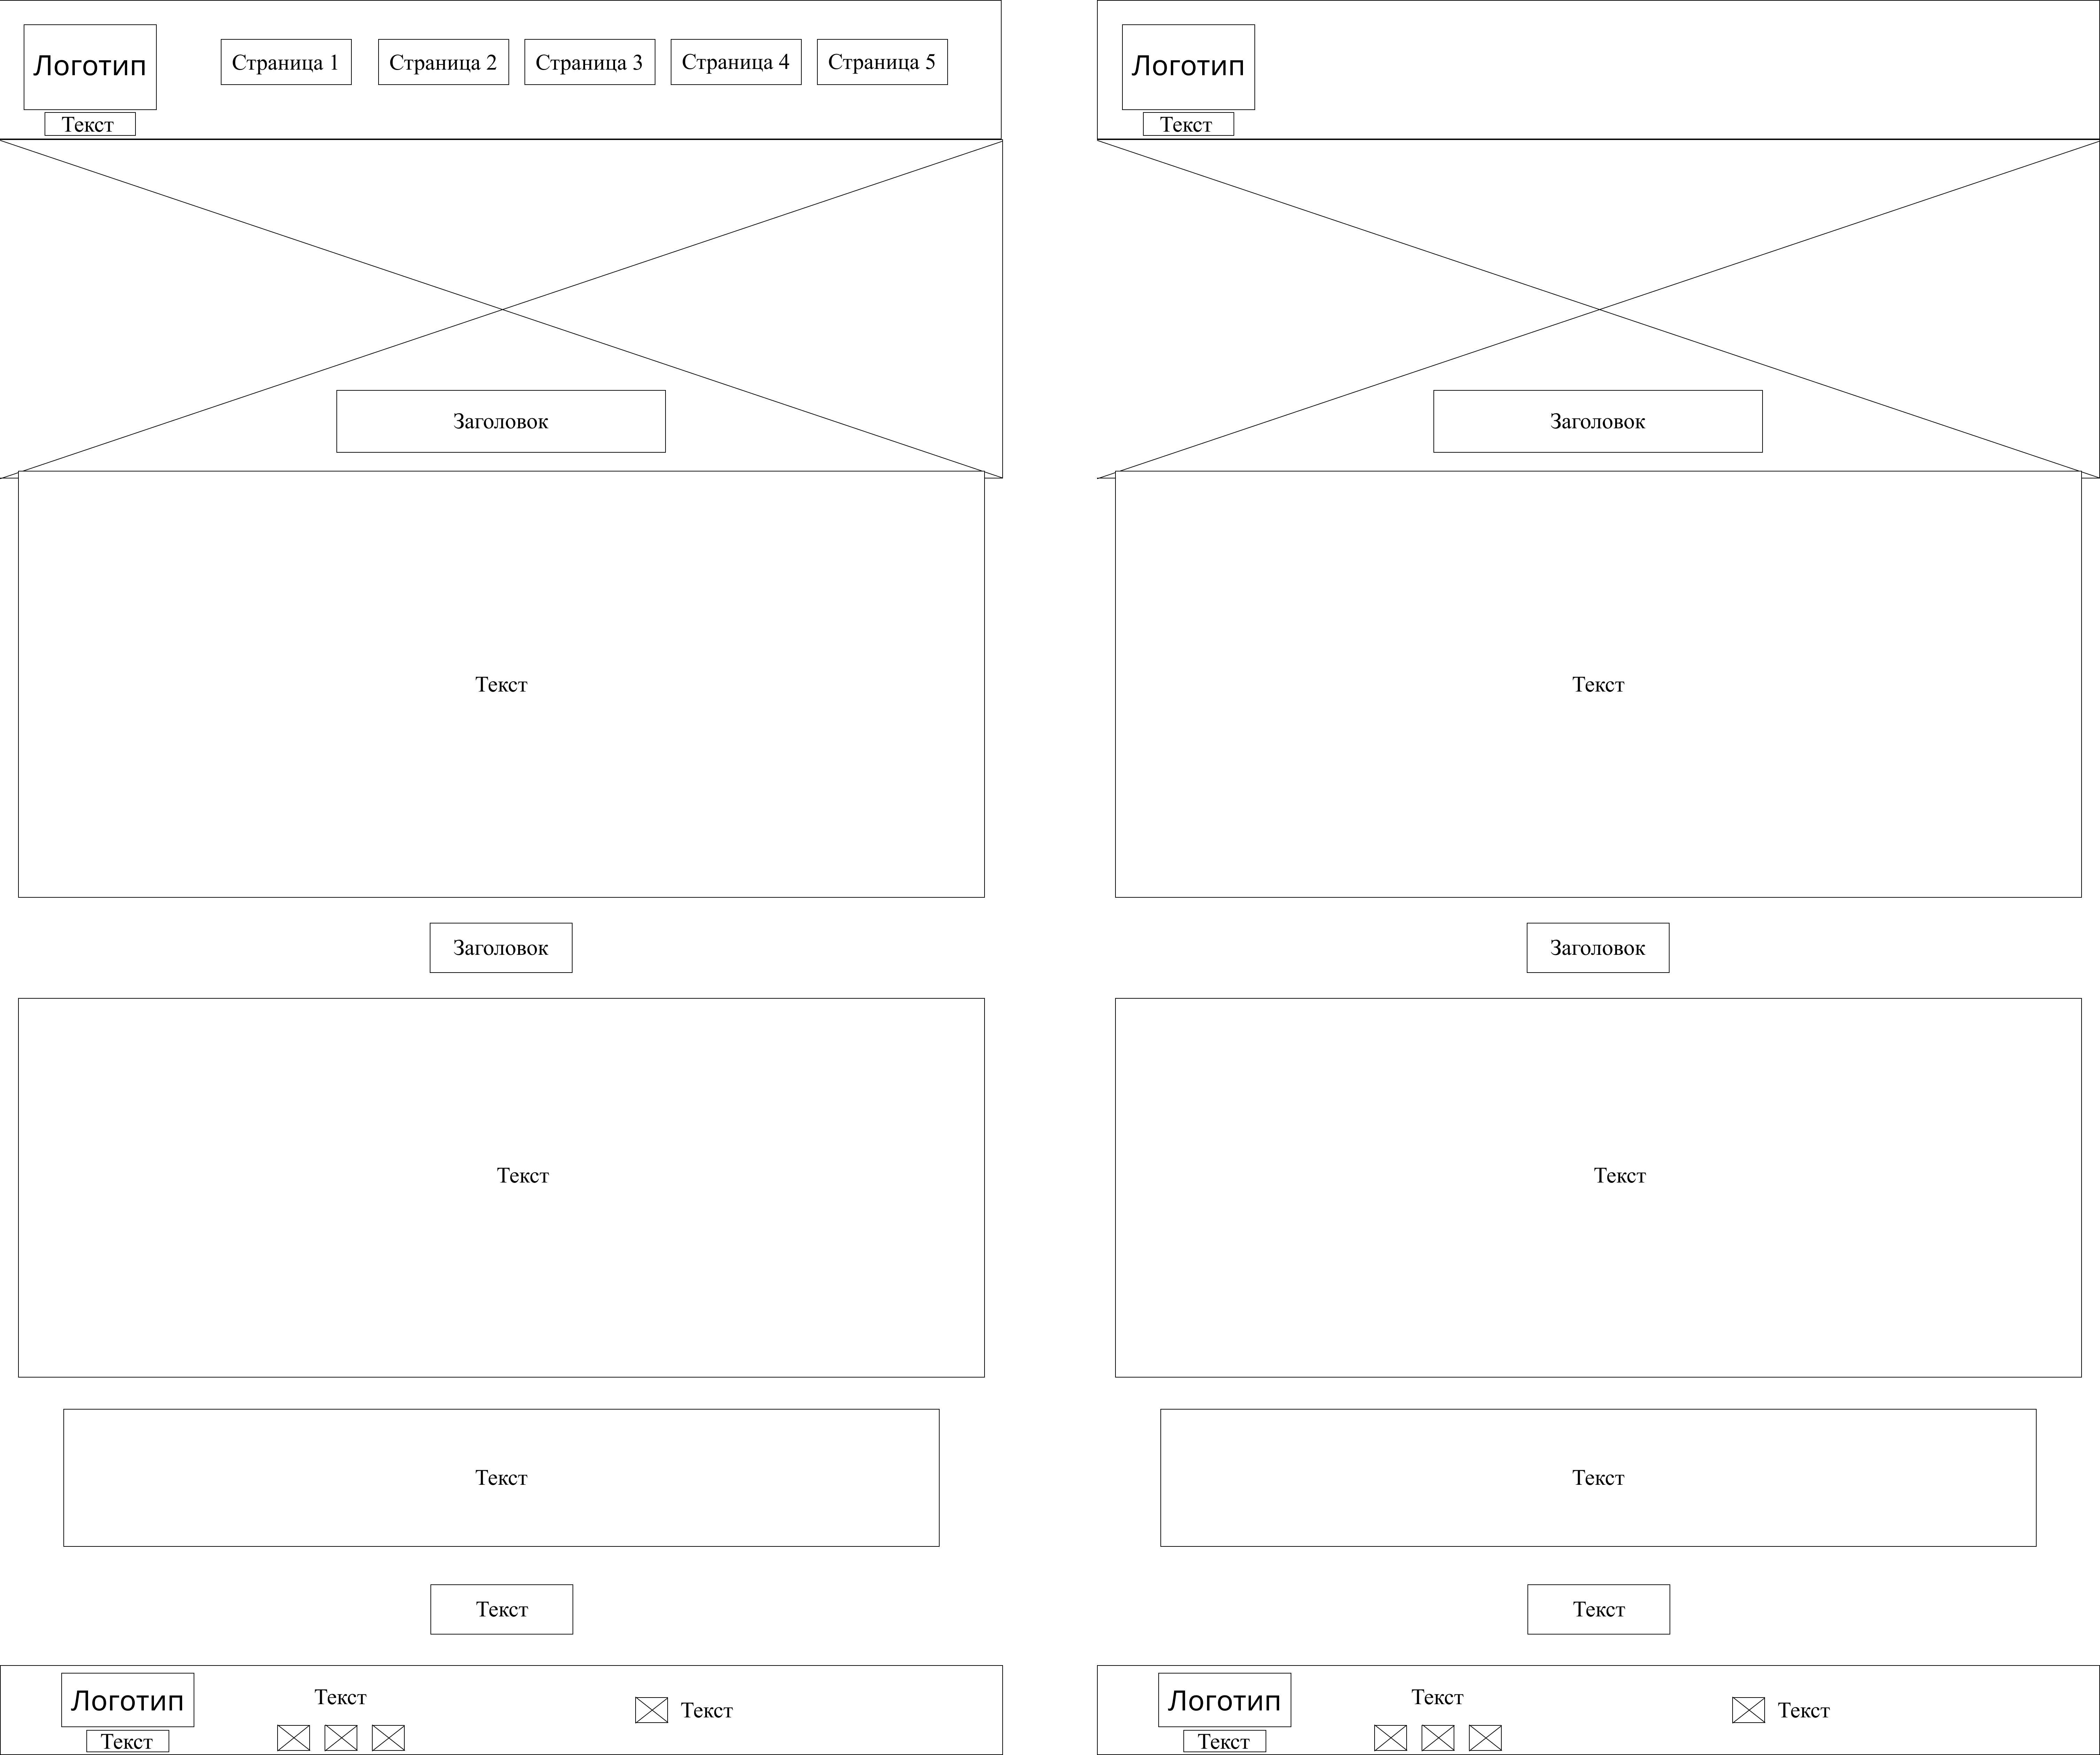 Логотип
Страница 1
Страница 2
Страница 3
Страница 4
Страница 5
Текст
Заголовок
Текст
Заголовок
Текст
Текст
Текст
Логотип
Текст
Текст
Текст
Логотип
Текст
Заголовок
Текст
Заголовок
Текст
Текст
Текст
Логотип
Текст
Текст
Текст